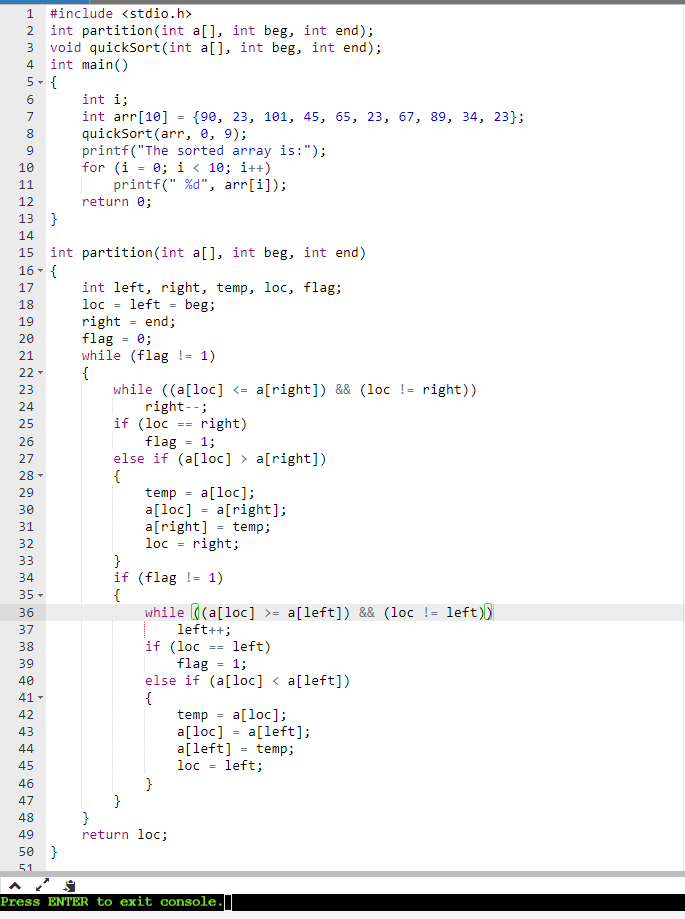 1 #include <stdio.h>
2 int partition(int a[], int beg, int end);
3 void quickSort(int a[], int beg, int end);
4 int main()
5 {
6     int i;
7     int arr[10] = {90, 23, 101, 45, 65, 23, 67, 89, 34, 23};
8     quickSort(arr, 0, 9);
9     printf("The sorted array is:");
10     for (i = 0; i < 10; i++)
11         printf(" %d", arr[i]);
12     return 0;
13 }
14
15 int partition(int a[], int beg, int end)
16 {
17     int left, right, temp, loc, flag;
18     loc = left = beg;
19     right = end;
20     flag = 0;
21     while (flag != 1)
22     {
23         while ((a[loc] <= a[right]) && (loc != right))
24             right--;
25         if (loc == right)
26             flag = 1;
27         else if (a[loc] > a[right])
28         {
29             temp = a[loc];
30             a[loc] = a[right];
31             a[right] = temp;
32             loc = right;
33         }
34         if (flag != 1)
35         {
36             while ((a[loc] >= a[left]) && (loc != left))
37                 left++;
38             if (loc == left)
39                 flag = 1;
40             else if (a[loc] < a[left])
41             {
42                 temp = a[loc];
43                 a[loc] = a[left];
44                 a[left] = temp;
45                 loc = left;
46             }
47         }
48     }
49     return loc;
50 }
51
Press ENTER to exit console.